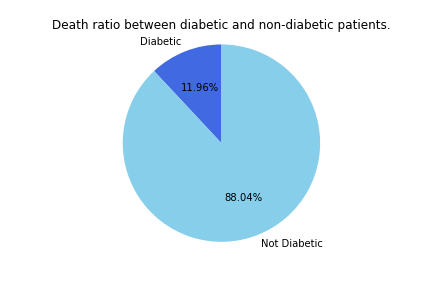 Death ratio between diabetic and non-diabetic patients.
Diabetic
11.96%
88.04%
Not Diabetic